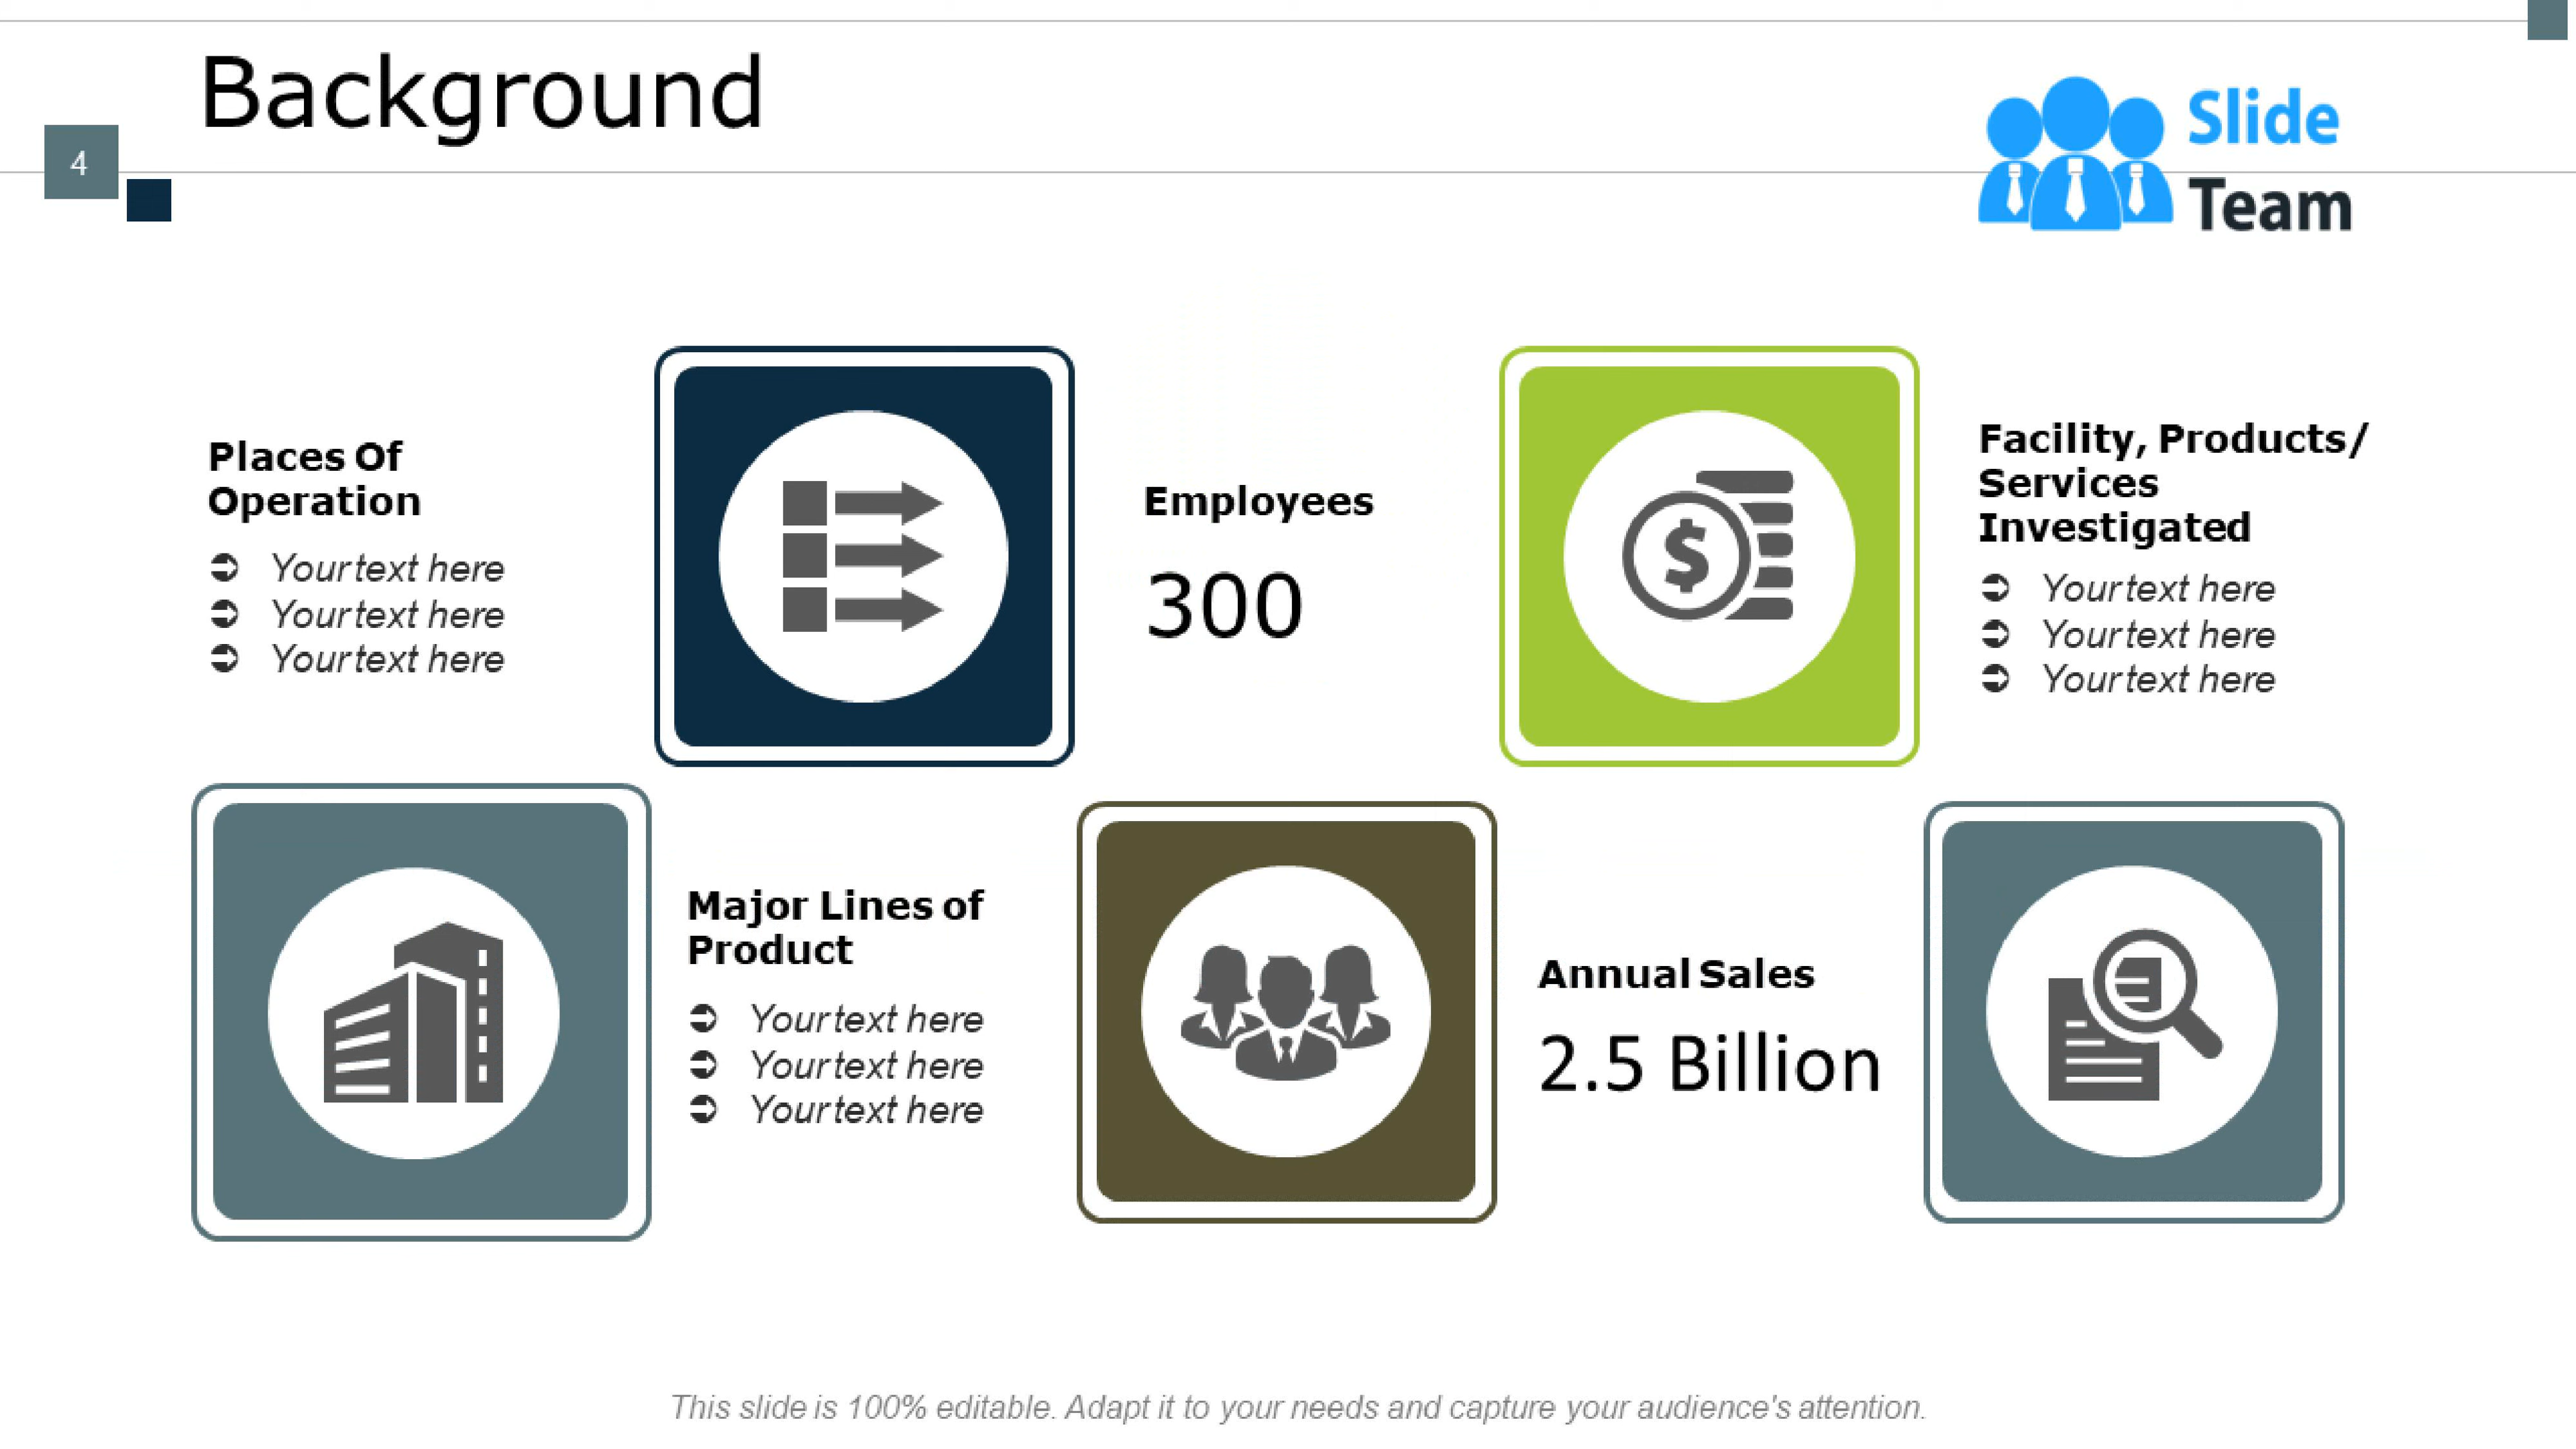 Background
4
Slide
Team
Places Of
Operation
Your text here
Your text here
Your text here
Employees
300
Facility, Products/
Services
Investigated
Your text here
Your text here
Your text here
Major Lines of
Product
Your text here
Your text here
Your text here
Annual Sales
2.5 Billion
This slide is 100% editable. Adapt it to your needs and capture your audience's attention.